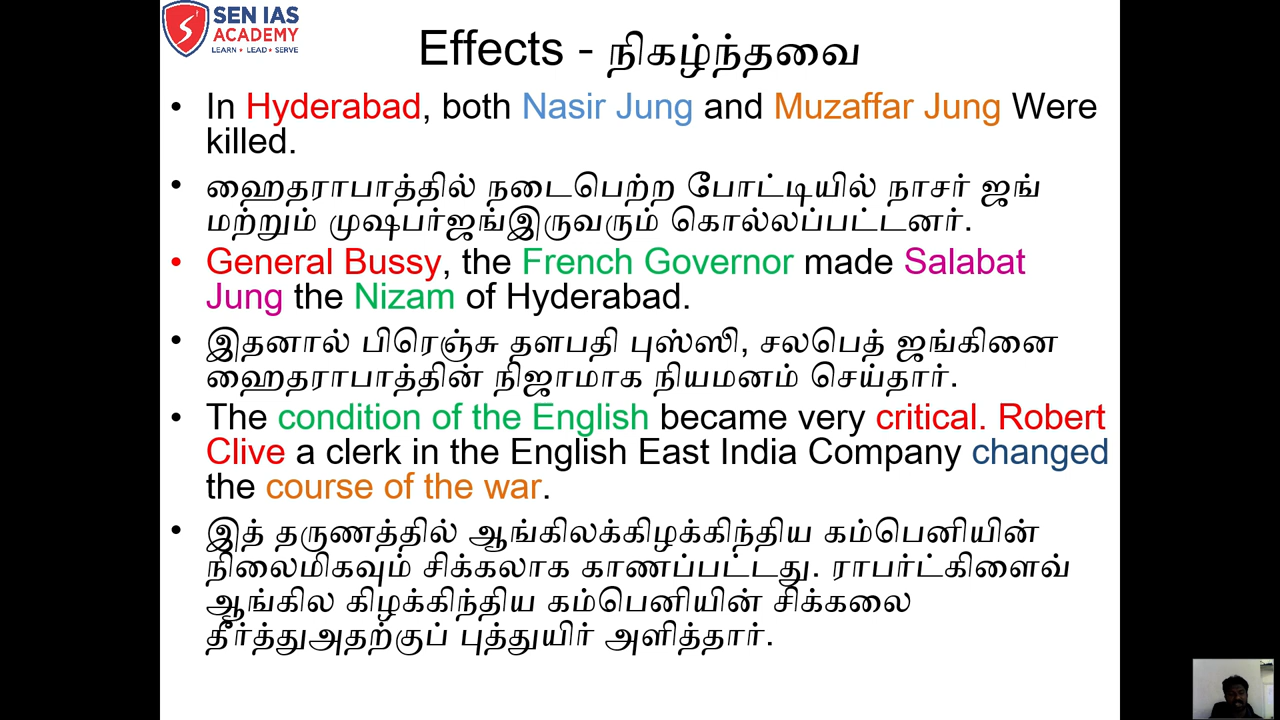 SEN IAS
ACADEMY
LEARN ★ LEAD ★ SERVE
Effects - நிகழ்ந்தவை
• In Hyderabad, both Nasir Jung and Muzaffar Jung Were
killed.
• ஹைதராபாத்தில் நடைபெற்ற போட்டியில் நாசர் ஜங்
மற்றும் முஷபர்ஜங்இருவரும் கொல்லப்பட்டனர்.
• General Bussy, the French Governor made Salabat
Jung the Nizam of Hyderabad.
• இதனால் பிரெஞ்சு தளபதி புஸ்ஸி, சலபெத் ஜங்கினை
ஹைதராபாத்தின் நிஜாமாக நியமனம் செய்தார்.
• The condition of the English became very critical. Robert
Clive a clerk in the English East India Company changed
the course of the war.
• இத் தருணத்தில் ஆங்கிலக்கிழக்கிந்திய கம்பெனியின்
நிலைமிகவும் சிக்கலாக காணப்பட்டது. ராபர்ட்கிளைவ்
ஆங்கில கிழக்கிந்திய கம்பெனியின் சிக்கலை
தீர்த்துஅதற்குப் புத்துயிர் அளித்தார்.